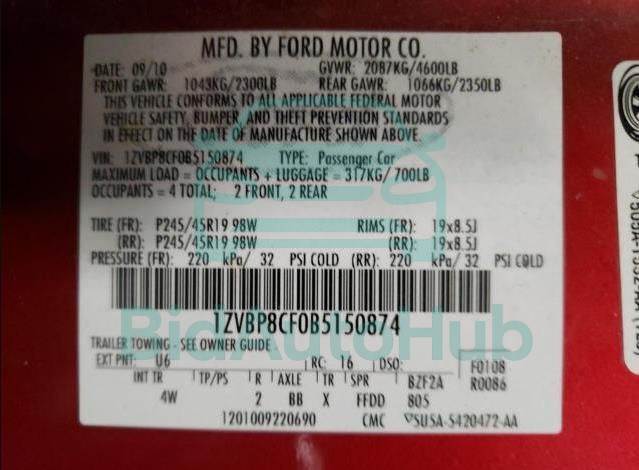 MFD. BY FORD MOTOR CO.
DATE: 09/10 GVWR: 2087KG/4600LB
FRONT GAWR: 1043KG/2300LB REAR GAWR: 1066KG/2350LB
THIS VEHICLE CONFORMS TO ALL APPLICABLE FEDERAL MOTOR
VEHICLE SAFETY, BUMPER, AND THEFT PREVENTION STANDARDS
IN EFFECT ON THE DATE OF MANUFACTURE SHOWN ABOVE.
VIN: 1ZVBP8CF0B5150874 TYPE: Passenger Car
MAXIMUM LOAD = OCCUPANTS + LUGGAGE = 317KG/700LB
OCCUPANTS = 4 TOTAL; 2 FRONT, 2 REAR
TIRE (FR): P245/45R19 98W RIMS (FR): 19x8.5J
(RR): P245/45R19 98W (RR): 19x8.5J
PRESSURE (FR): 220 kPa/ 32 PSI COLD (RR): 220 kPa/ 32 PSI COLD
1ZVBP8CF0B5150874
BidAutoHub
TRAILER TOWING - SEE OWNER GUIDE
EXT PNT: U6 RC: 16 DSO: F0108
INT TR TP/PS R AXLE TR SPR BZF2A R0086
4W 2 BB X FFDD 805
1201009220690 CMC SU5A-5420472-AA